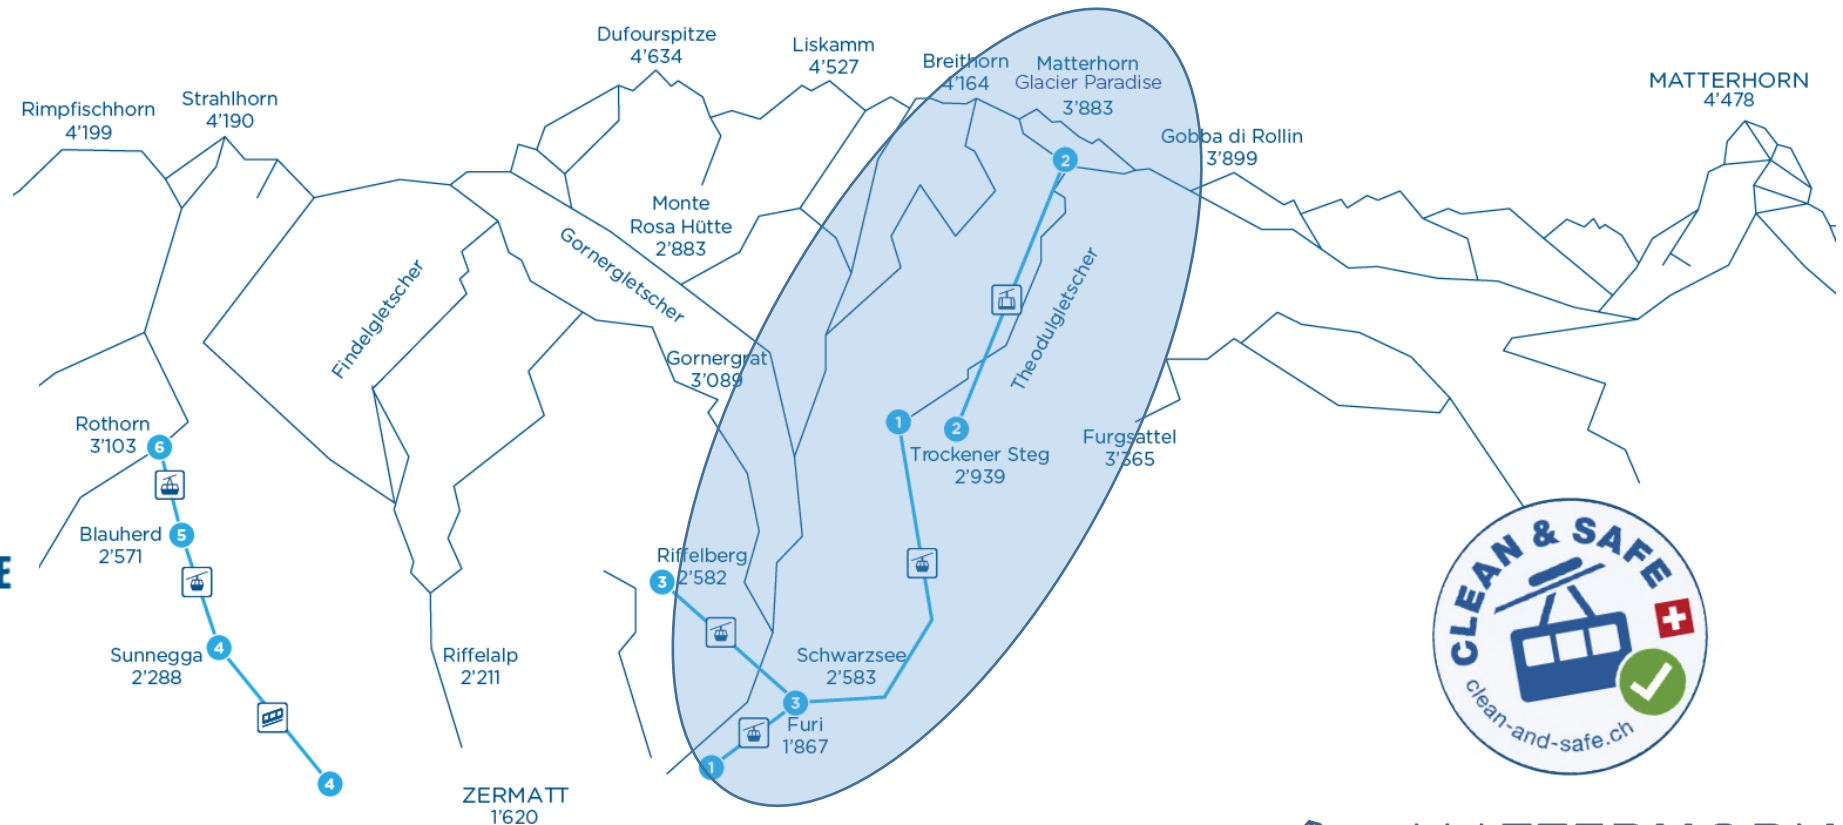 Dufourspitze
4’634
Liskamm
4’527
Breithorn
4’164
Matterhorn
Glacier Paradise
3’883
MATTERHORN
4’478
Rimpfischhorn
4’199
Strahlhorn
4’190
Gobba di Rollin
3’899
2
Monte
Rosa Hütte
2’883
Gornergletscher
Findelgletscher
Theodulgletscher
Gornergrat
3’089
Rothorn
3’103
6
1
2
Trockener Steg
2’939
Furgsattel
3’365
Blauherd
2’571
5
E
Riffelberg
2’582
3
CLEAN & SAFE
clean-and-safe.ch
Sunnegga
2’288
4
Riffelalp
2’211
Schwarzsee
2’583
3
Furi
1’867
1
4
ZERMATT
1’620